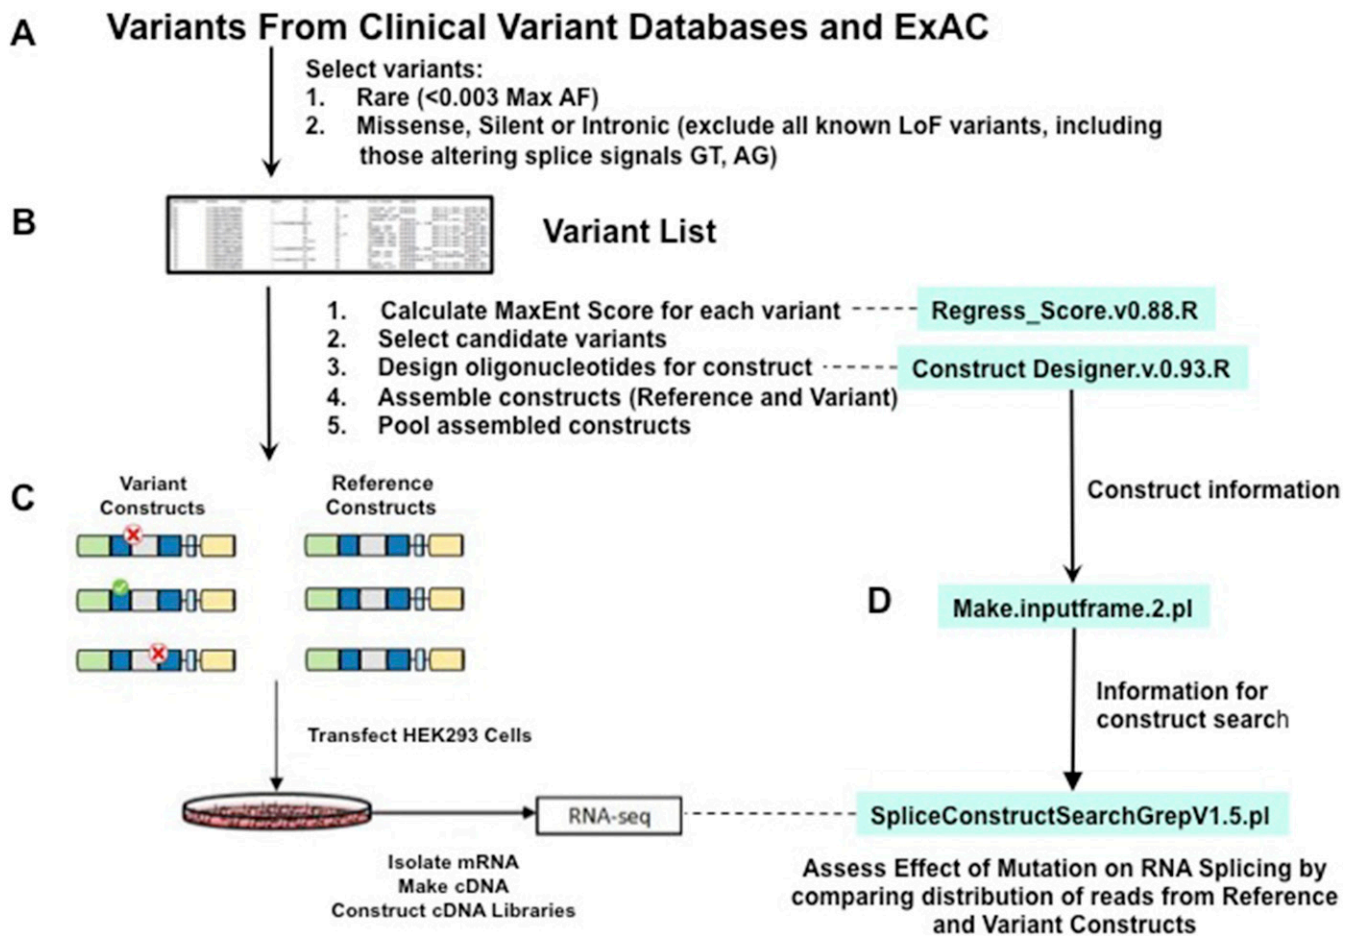 A
Variants From Clinical Variant Databases and ExAC
Select variants:
1. Rare (<0.003 Max AF)
2. Missense, Silent or Intronic (exclude all known LoF variants, including
those altering splice signals GT, AG)
B
Variant List
1. Calculate MaxEnt Score for each variant
Regress_Score.v0.88.R
2. Select candidate variants
3. Design oligonucleotides for construct
Construct Designer.v.0.93.R
4. Assemble constructs (Reference and Variant)
5. Pool assembled constructs
C
Variant
Constructs
Reference
Constructs
Construct information
D
Make.inputframe.2.pl
Information for
construct search
Transfect HEK293 Cells
RNA-seq
SpliceConstructSearchGrepV1.5.pl
Isolate mRNA
Make cDNA
Construct cDNA Libraries
Assess Effect of Mutation on RNA Splicing by
comparing distribution of reads from Reference
and Variant Constructs